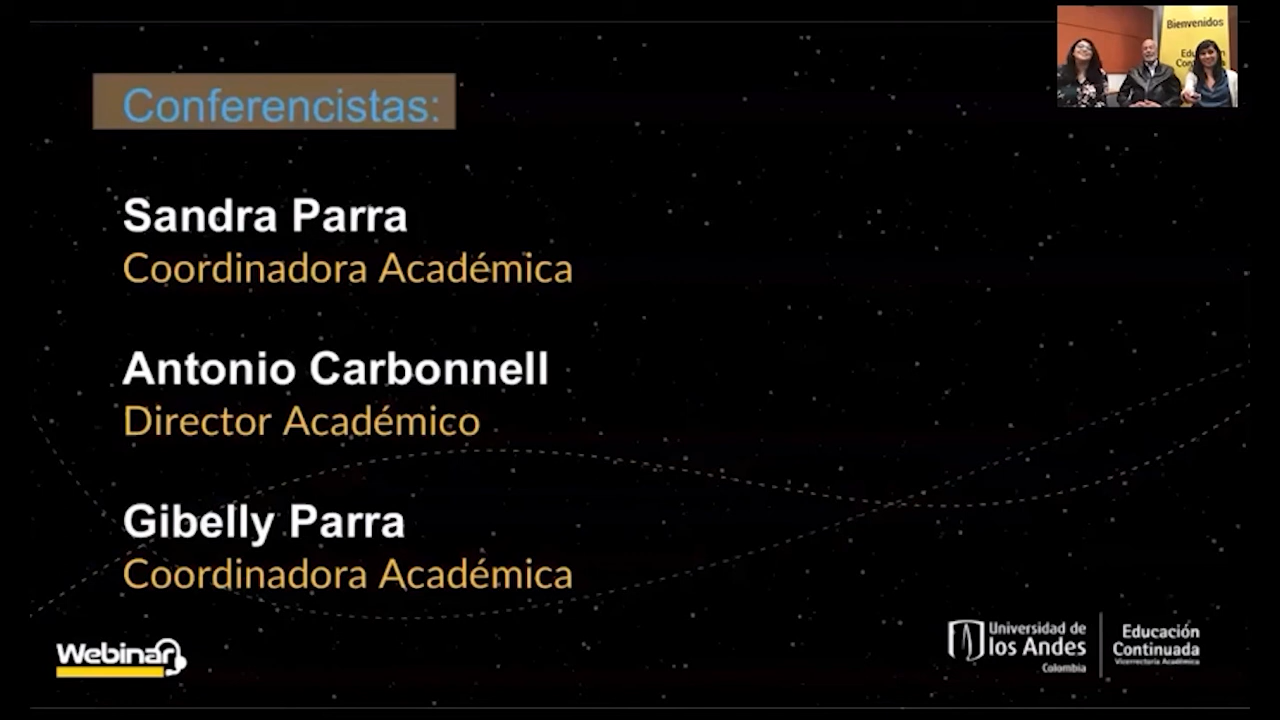 Bienvenidos
Conferencistas:
Sandra Parra
Coordinadora Académica
Antonio Carbonnell
Director Académico
Gibelly Parra
Coordinadora Académica
Webinar
Universidad de
los Andes
Colombia
Educación
Continuada
Vicerrectoría Académica